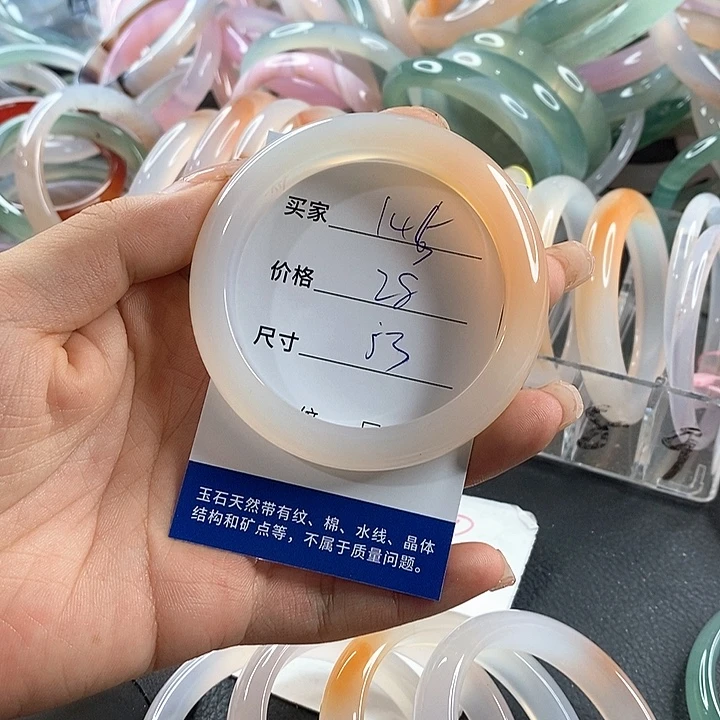 买家
价格 28
尺寸 53
玉石天然带有纹、棉、水线、晶体
结构和矿点等，不属于质量问题。